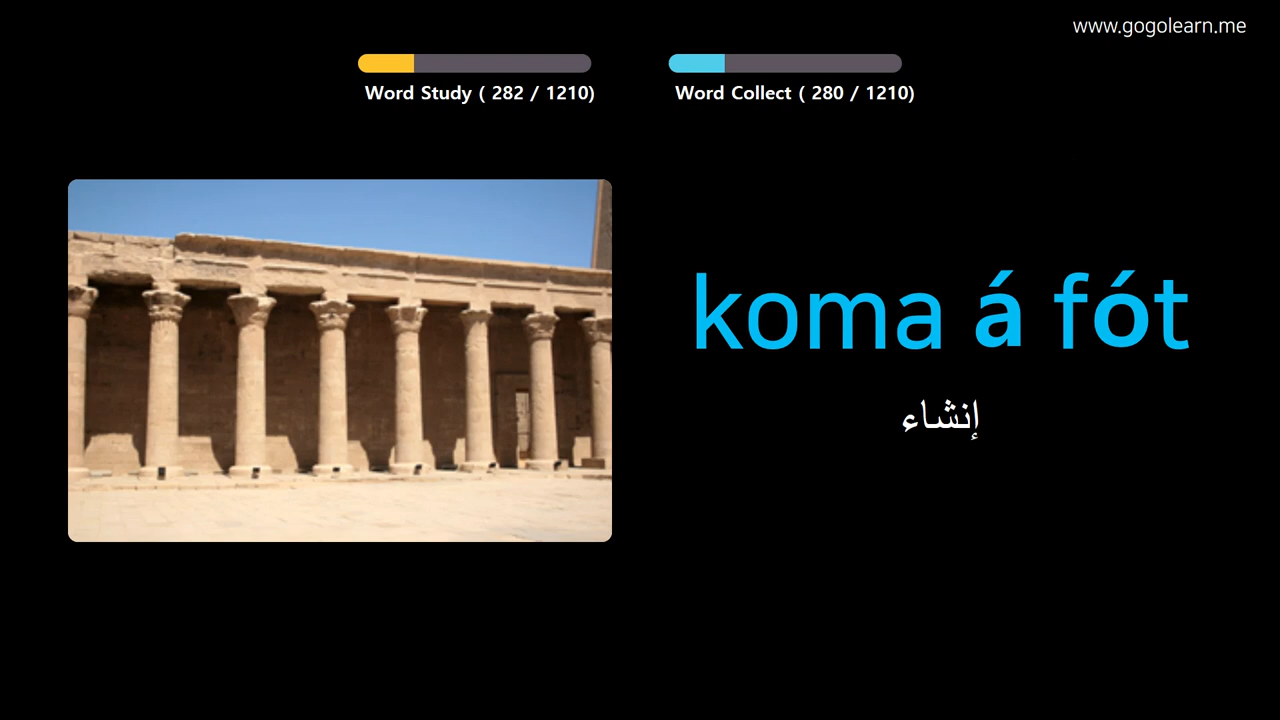 www.gogolearn.me
Word Study ( 282 / 1210)
Word Collect ( 280 / 1210)
koma á fót
إنشاء